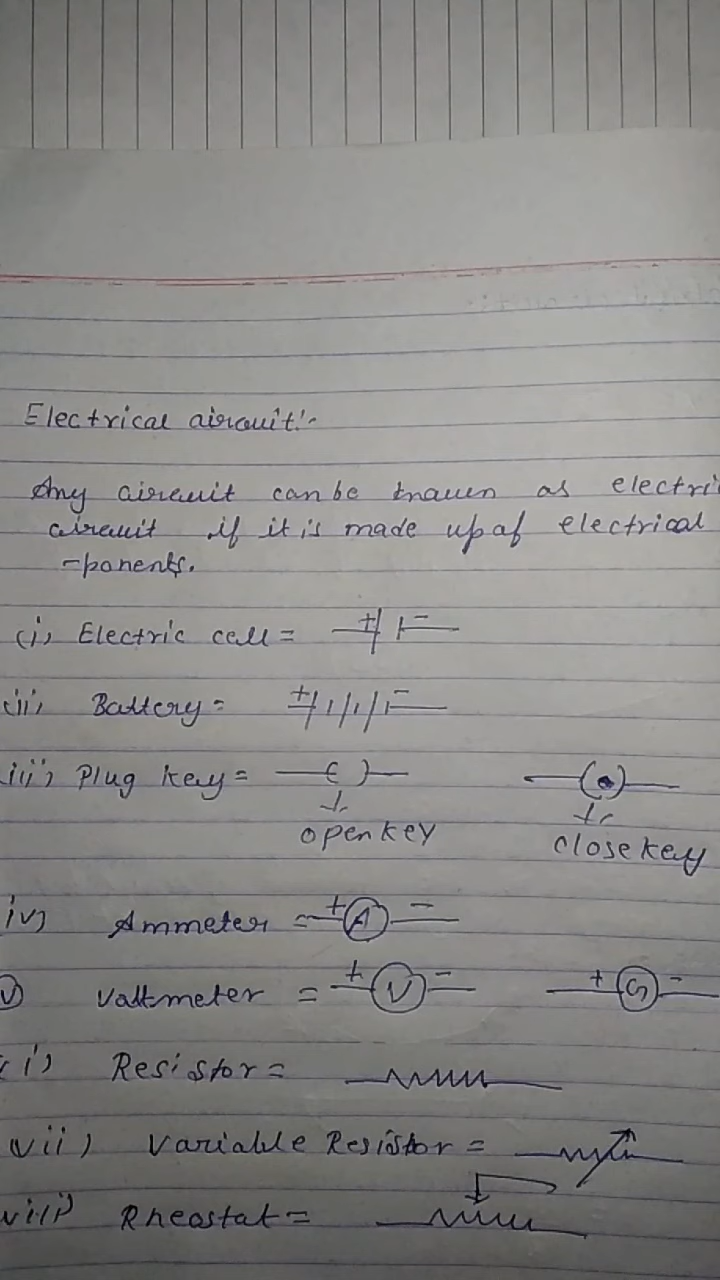 Electrical circuit:-
Any circuit can be known as electri
circuit if it is made up of electrical
-ponents.
(i) Electric cell = + -
(ii) Battery = + -
(iii) Plug key =
open key
close key
iv) Ammeter = + A -
(v) Voltmeter = + V - + G -
(vi) Resistor =
vii) Variable Resistor =
viii) Rheostat =